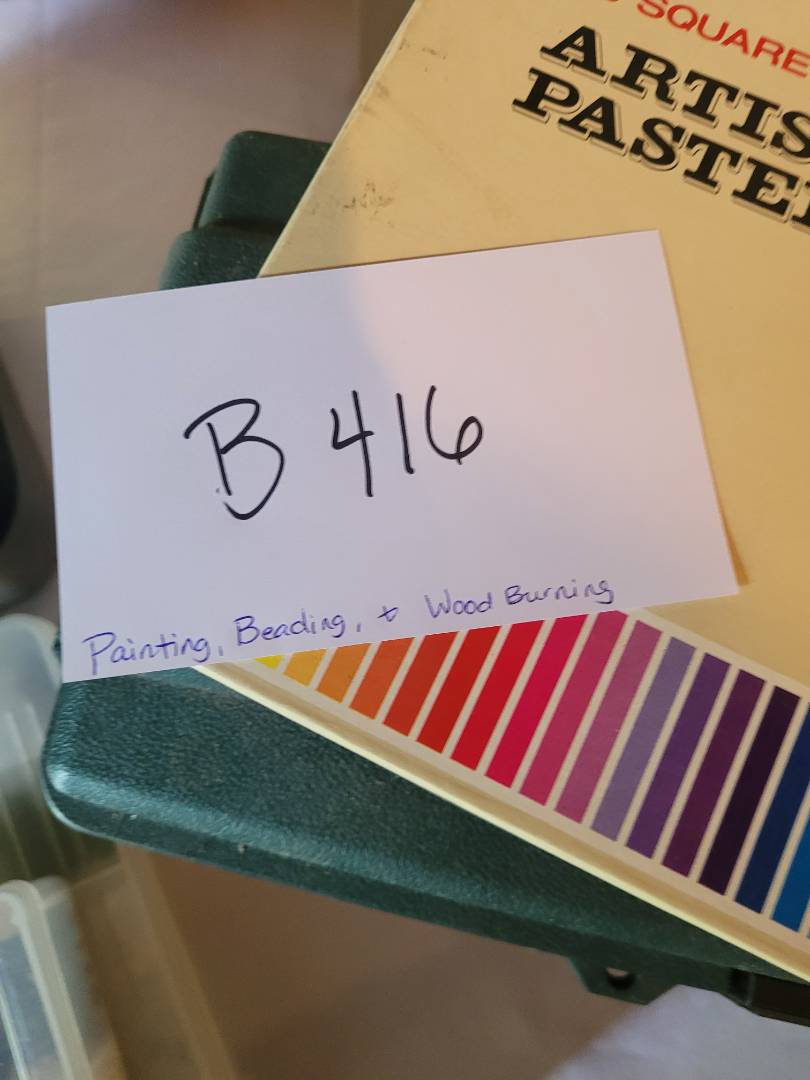 SQUARE
ARTIS
PASTE
B 416
Painting, Beading, + Wood Burning